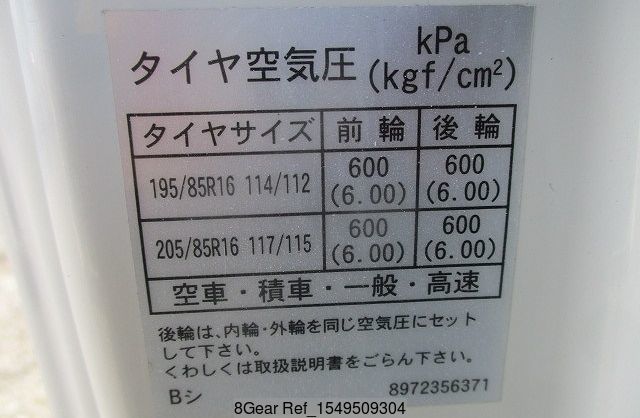 タイヤ空気圧 kPa
(kgf/cm²)
タイヤサイズ 前輪 後輪
195/85R16 114/112 600 (6.00) 600 (6.00)
205/85R16 117/115 600 (6.00) 600 (6.00)
空車・積車・一般・高速
後輪は、内輪・外輪を同じ空気圧にセット
して下さい。
くわしくは取扱説明書をごらん下さい。
Bシ 8972356371
8Gear Ref_1549509304